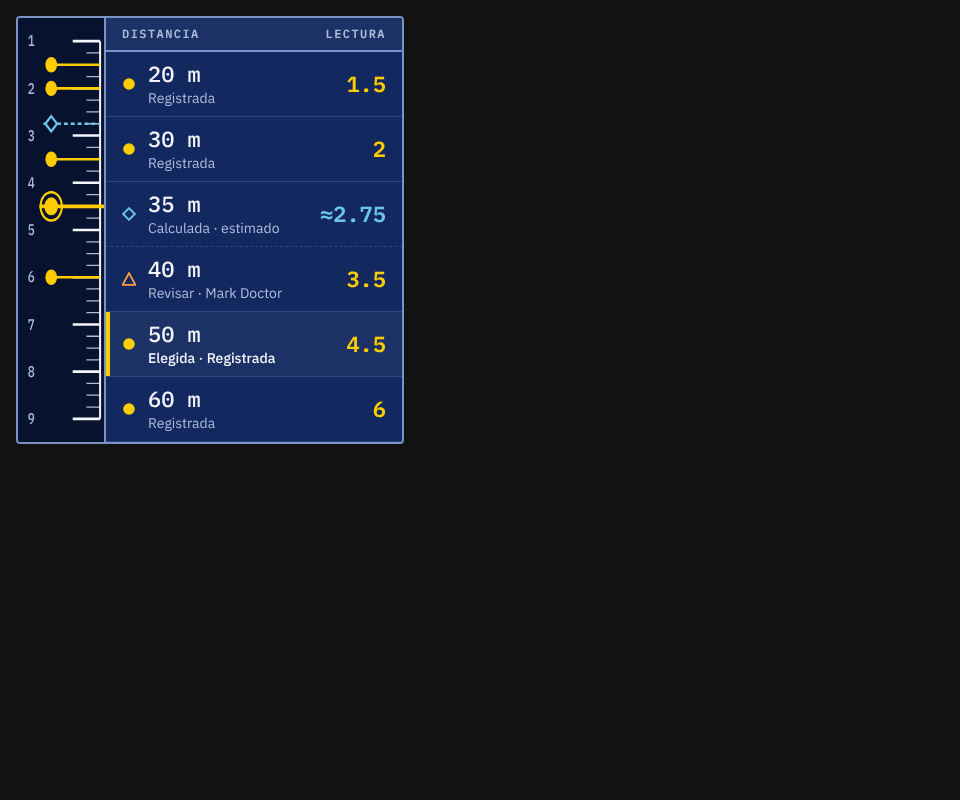 1
2
3
4
5
6
7
8
9
DISTANCIA LECTURA
20 m 1.5
Registrada
30 m 2
Registrada
35 m ≈2.75
Calculada · estimado
40 m 3.5
Revisar · Mark Doctor
50 m 4.5
Elegida · Registrada
60 m 6
Registrada